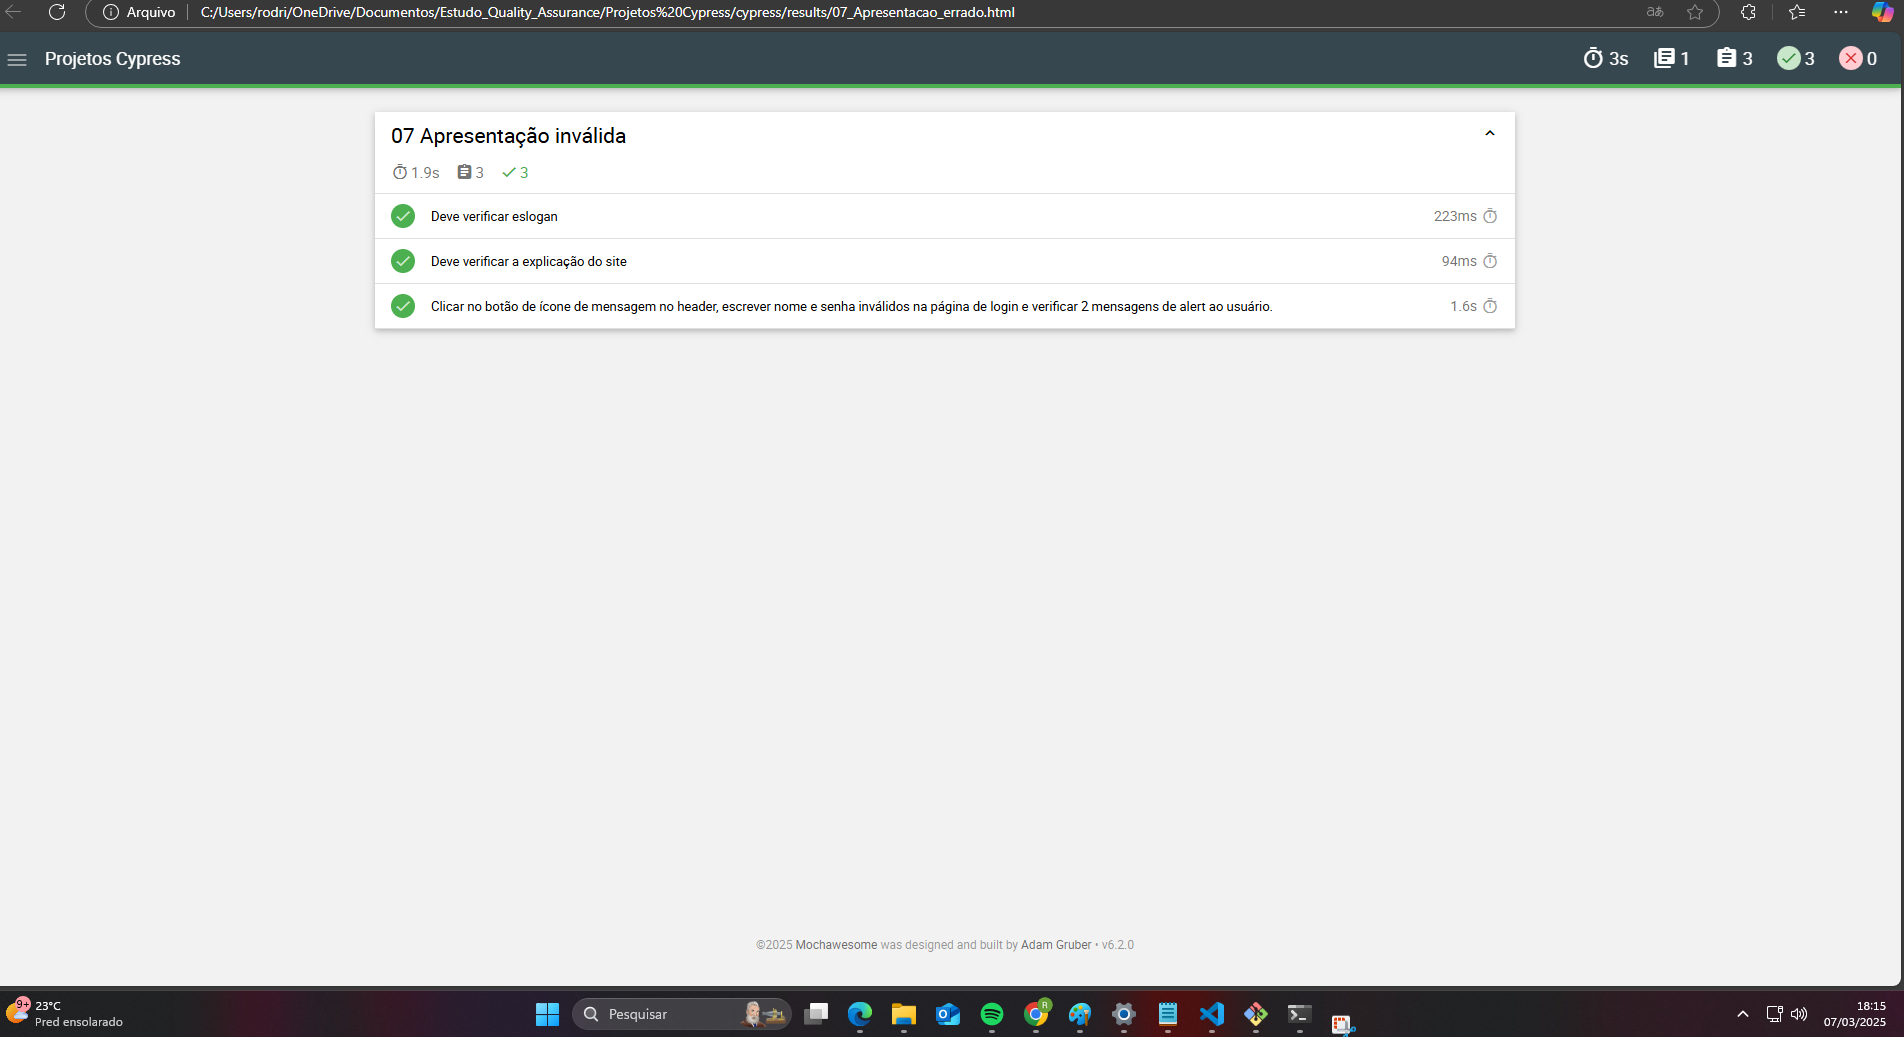 Arquivo C:/Users/rodri/OneDrive/Documentos/Estudo_Quality_Assurance/Projetos%20Cypress/cypress/results/07_Apresentacao_errado.html aあ
Projetos Cypress 3s 1 3 3 0
07 Apresentação inválida
1.9s 3 3
Deve verificar eslogan 223ms
Deve verificar a explicação do site 94ms
Clicar no botão de ícone de mensagem no header, escrever nome e senha inválidos na página de login e verificar 2 mensagens de alert ao usuário. 1.6s
©2025 Mochawesome was designed and built by Adam Gruber • v6.2.0
9+ 23°C
Pred ensolarado
Pesquisar
R
18:15
07/03/2025